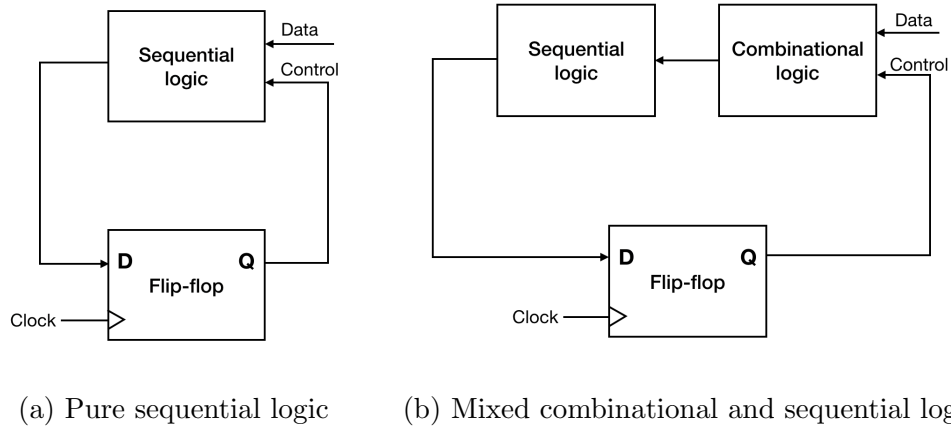 Sequential
logic
Data
Control
D
Q
Flip-flop
Clock
(a) Pure sequential logic
Sequential
logic
Combinational
logic
Data
Control
D
Q
Flip-flop
Clock
(b) Mixed combinational and sequential log